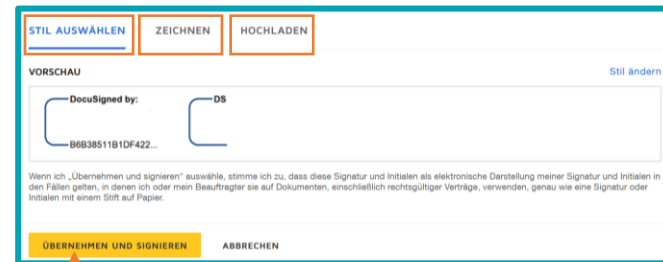 STIL AUSWÄHLEN ZEICHNEN HOCHLADEN
VORSCHAU Stil ändern
DocuSigned by: DS
B6B38511B1DF422...
Wenn ich „Übernehmen und signieren" auswähle, stimme ich zu, dass diese Signatur und Initialen als elektronische Darstellung meiner Signatur und Initialen in
den Fällen gelten, in denen ich oder mein Beauftragter sie auf Dokumenten, einschließlich rechtsgültiger Verträge, verwenden, genau wie eine Signatur oder
Initialen mit einem Stift auf Papier.
ÜBERNEHMEN UND SIGNIEREN ABBRECHEN